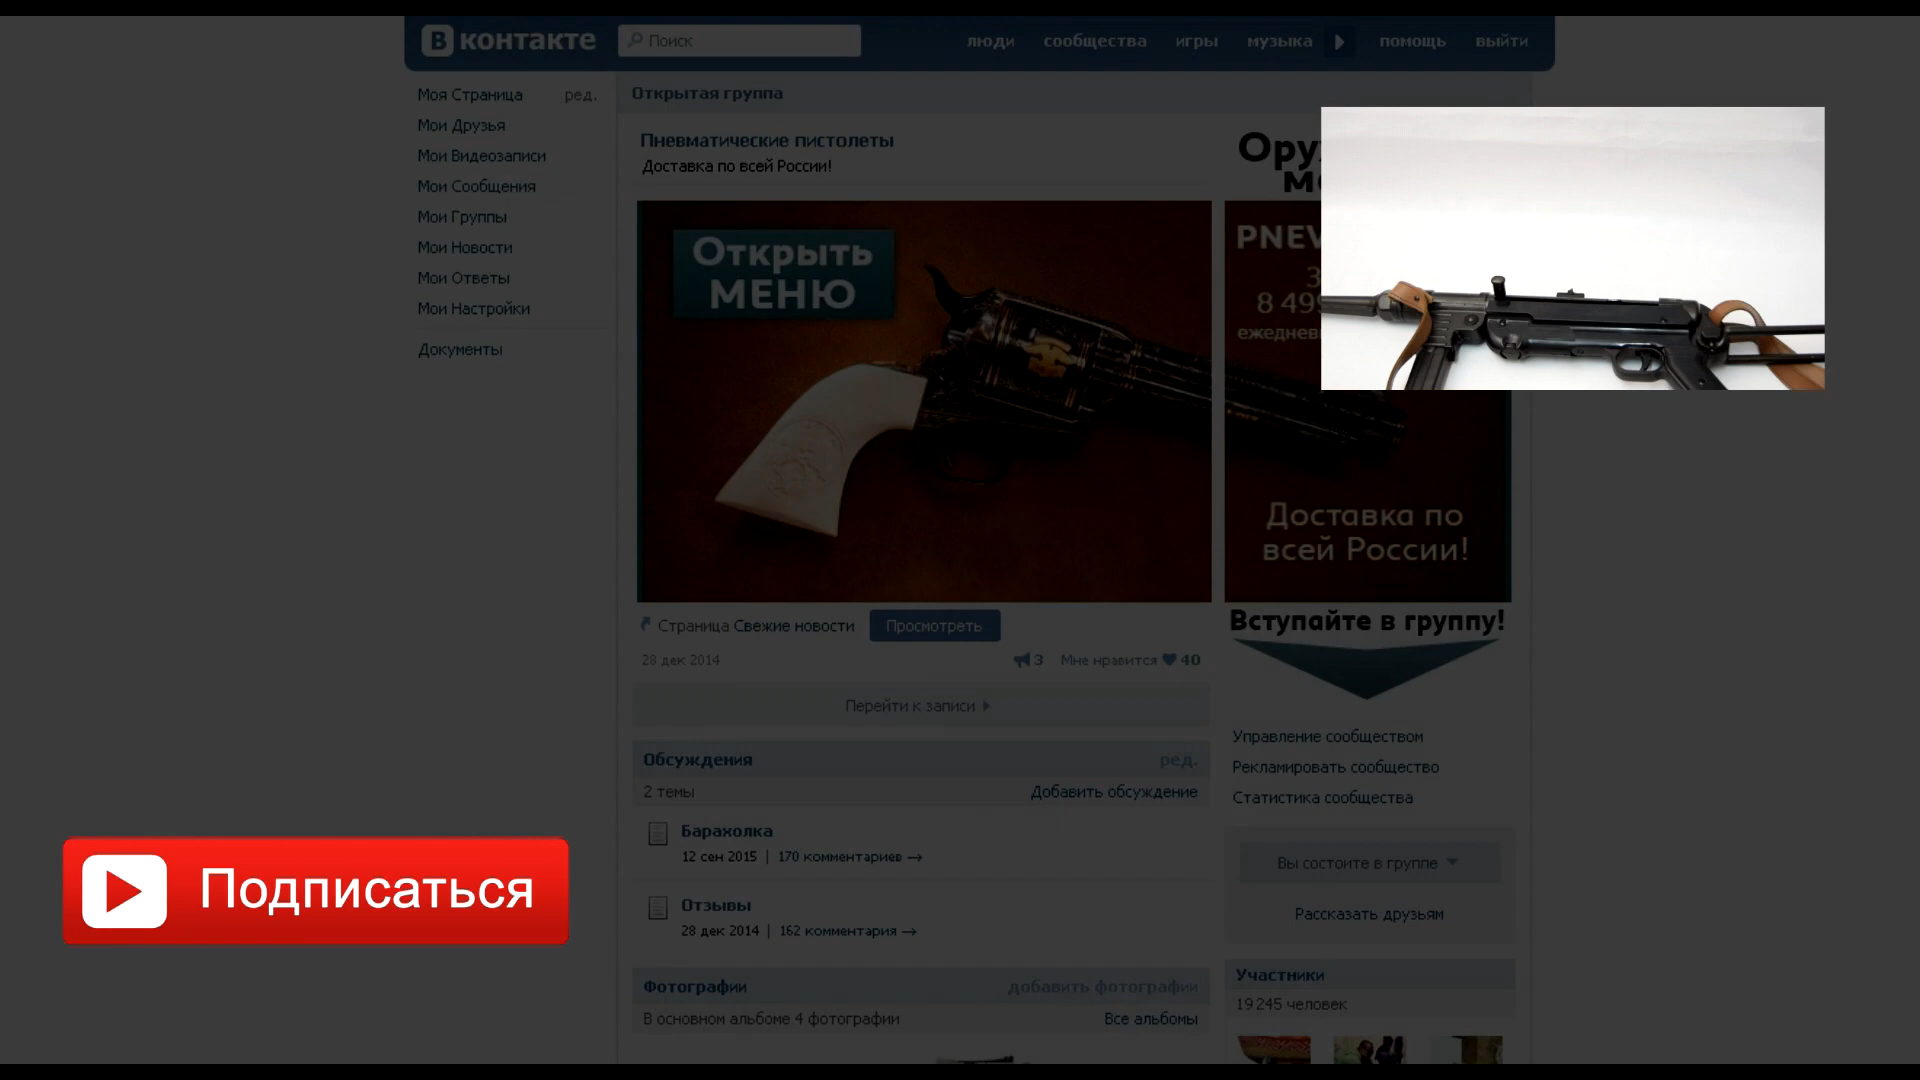 В контакте
Поиск
люди
сообщества
игры
музыка
помощь
выйти
Моя Страница
ред.
Мои Друзья
Мои Видеозаписи
Мои Сообщения
Мои Группы
Мои Новости
Мои Ответы
Мои Настройки
Документы
Открытая группа
Пневматические пистолеты
Доставка по всей России!
Открыть
МЕНЮ
Страница Свежие новости
Просмотреть
28 дек 2014
3
Мне нравится
40
Перейти к записи
Обсуждения
ред.
2 темы
Добавить обсуждение
Барахолка
12 сен 2015 | 170 комментариев →
Отзывы
28 дек 2014 | 162 комментария →
Фотографии
добавить фотографии
В основном альбоме 4 фотографии
Все альбомы
8 499
Доставка по
всей России!
Вступайте в группу!
Управление сообществом
Рекламировать сообщество
Статистика сообщества
Вы состоите в группе
Рассказать друзьям
Участники
19 245 человек
Подписаться